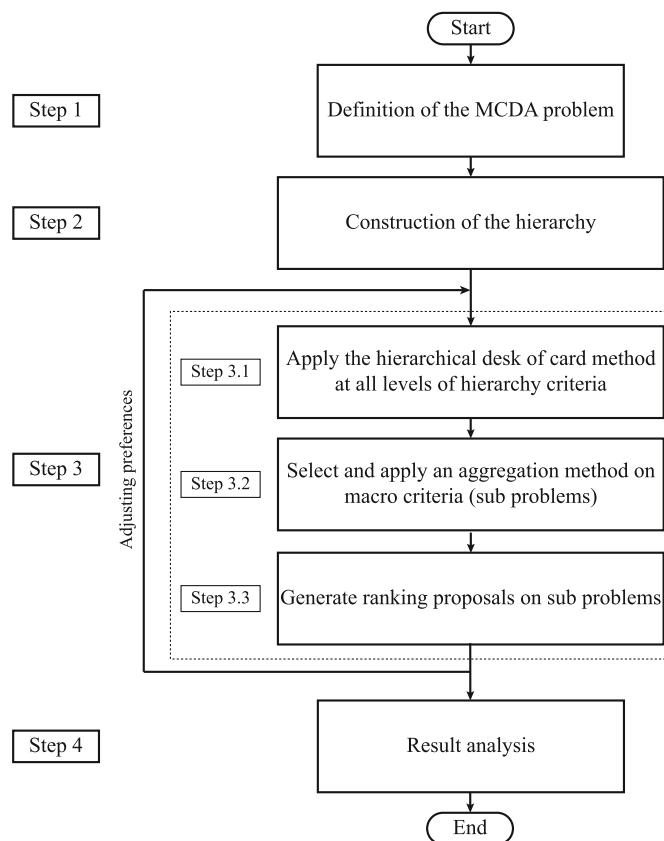 Start
Step 1
Definition of the MCDA problem
Step 2
Construction of the hierarchy
Adjusting preferences
Step 3
Step 3.1
Apply the hierarchical desk of card method
at all levels of hierarchy criteria
Step 3.2
Select and apply an aggregation method on
macro criteria (sub problems)
Step 3.3
Generate ranking proposals on sub problems
Step 4
Result analysis
End